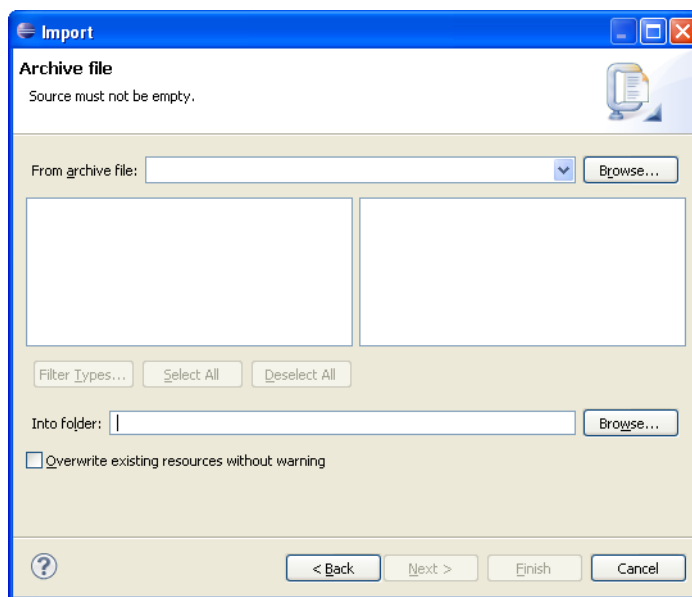 Import
Archive file
Source must not be empty.
From archive file: Browse...
Filter Types... Select All Deselect All
Into folder: Browse...
Overwrite existing resources without warning
? < Back Next > Finish Cancel